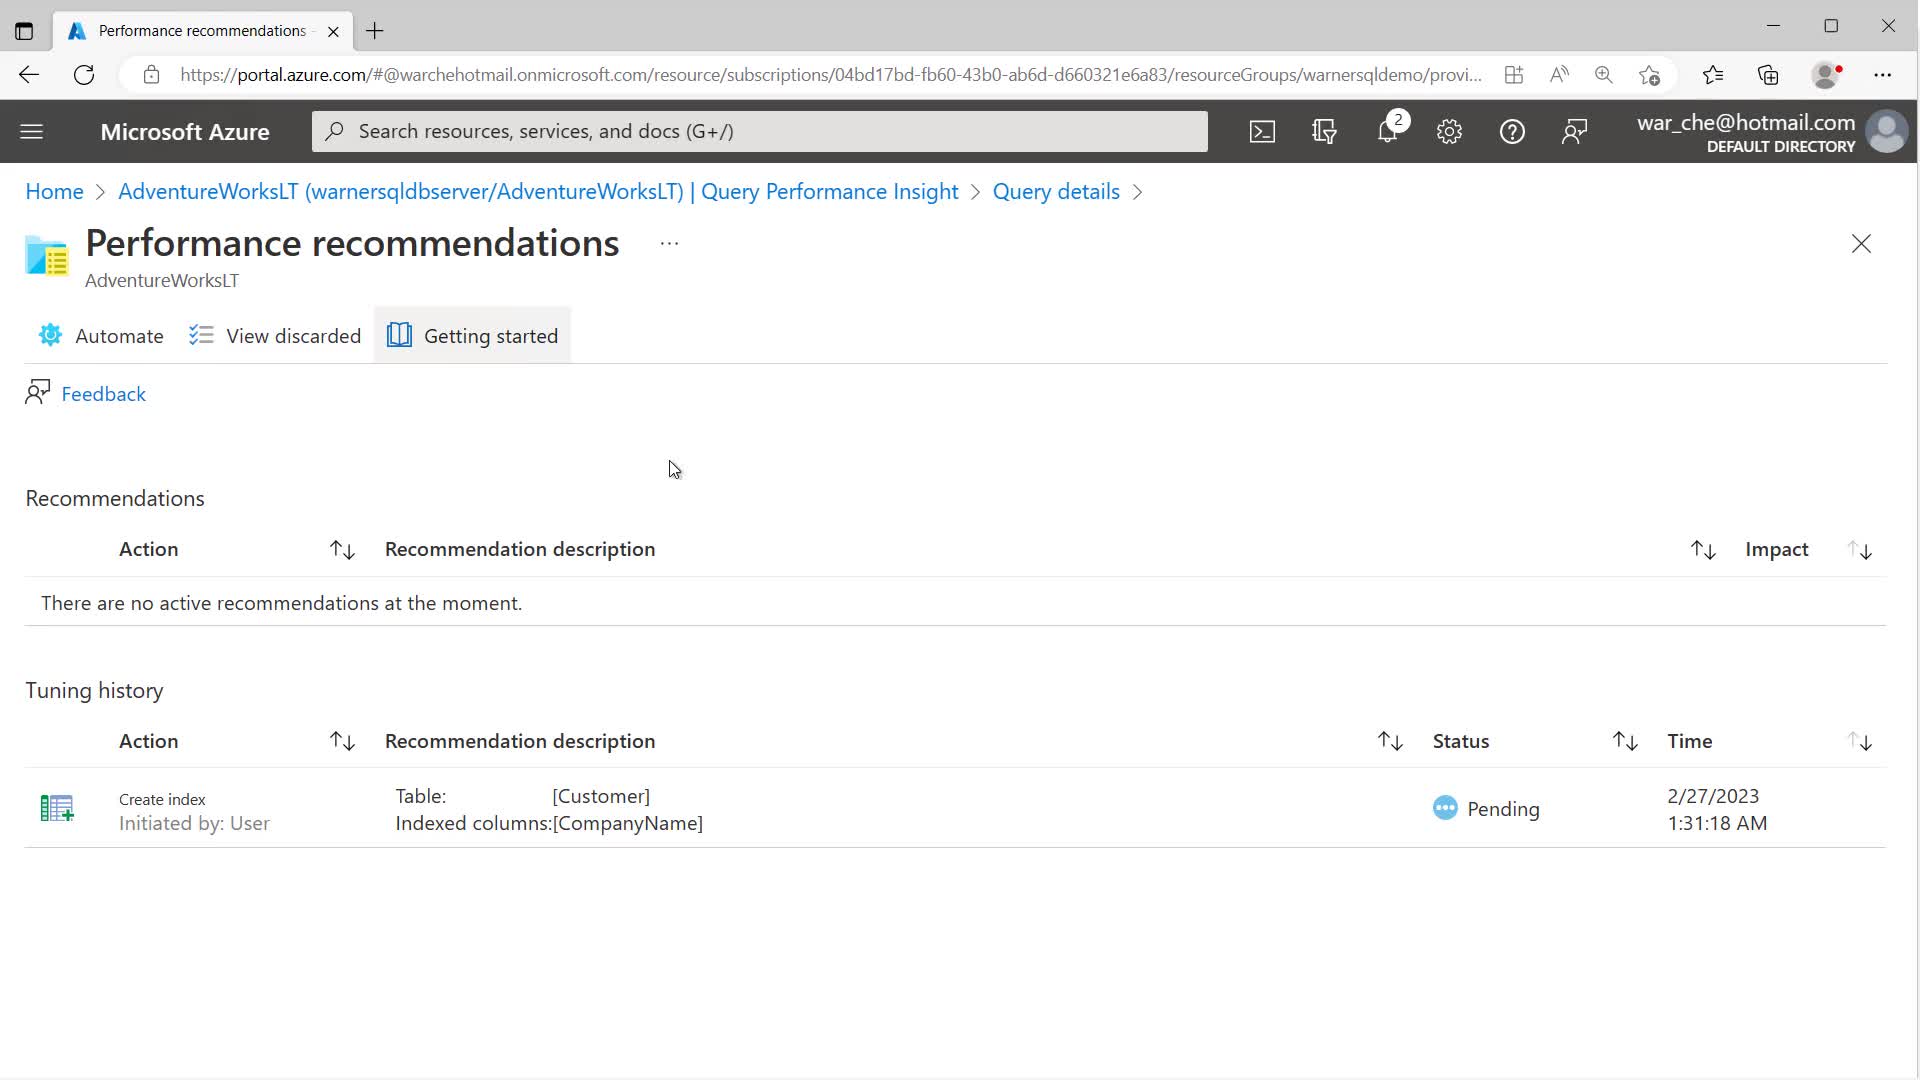 Performance recommendations -
https://portal.azure.com/#@warchehotmail.onmicrosoft.com/resource/subscriptions/04bd17bd-fb60-43b0-ab6d-d660321e6a83/resourceGroups/warnersqldemo/provi...
Microsoft Azure
Search resources, services, and docs (G+/)
2
war_che@hotmail.com
DEFAULT DIRECTORY
Home > AdventureWorksLT (warnersqldbserver/AdventureWorksLT) | Query Performance Insight > Query details >
Performance recommendations ...
AdventureWorksLT
Automate View discarded Getting started
Feedback
Recommendations
Action Recommendation description Impact
There are no active recommendations at the moment.
Tuning history
Action Recommendation description Status Time
Create index
Initiated by: User
Table: [Customer]
Indexed columns:[CompanyName]
Pending
2/27/2023
1:31:18 AM